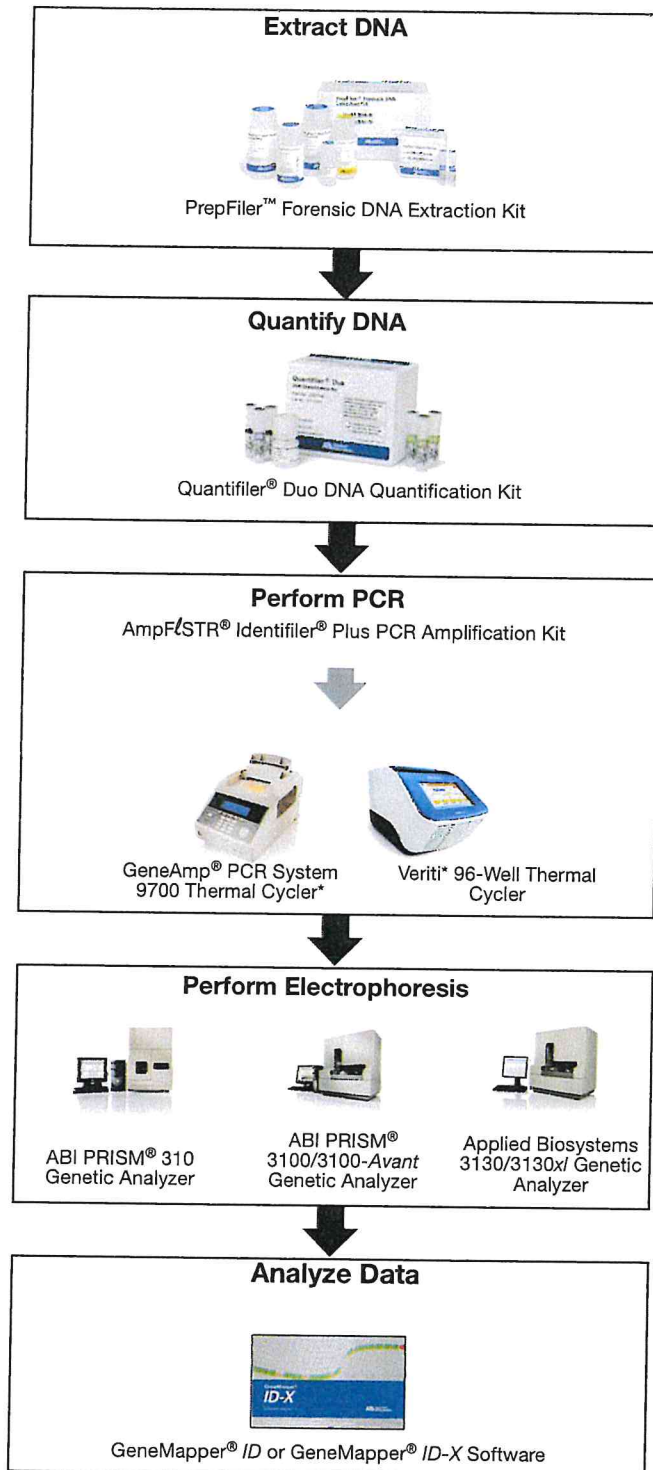 Extract DNA
PrepFiler™ Forensic DNA Extraction Kit
Quantify DNA
Quantifiler® Duo
Quantifiler® Duo DNA Quantification Kit
Perform PCR
AmpFℓSTR® Identifiler® Plus PCR Amplification Kit
GeneAmp® PCR System
9700 Thermal Cycler*
Veriti* 96-Well Thermal
Cycler
Perform Electrophoresis
ABI PRISM® 310
Genetic Analyzer
ABI PRISM®
3100/3100-Avant
Genetic Analyzer
Applied Biosystems
3130/3130xl Genetic
Analyzer
Analyze Data
GeneMapper®
ID-X
GeneMapper® ID or GeneMapper® ID-X Software